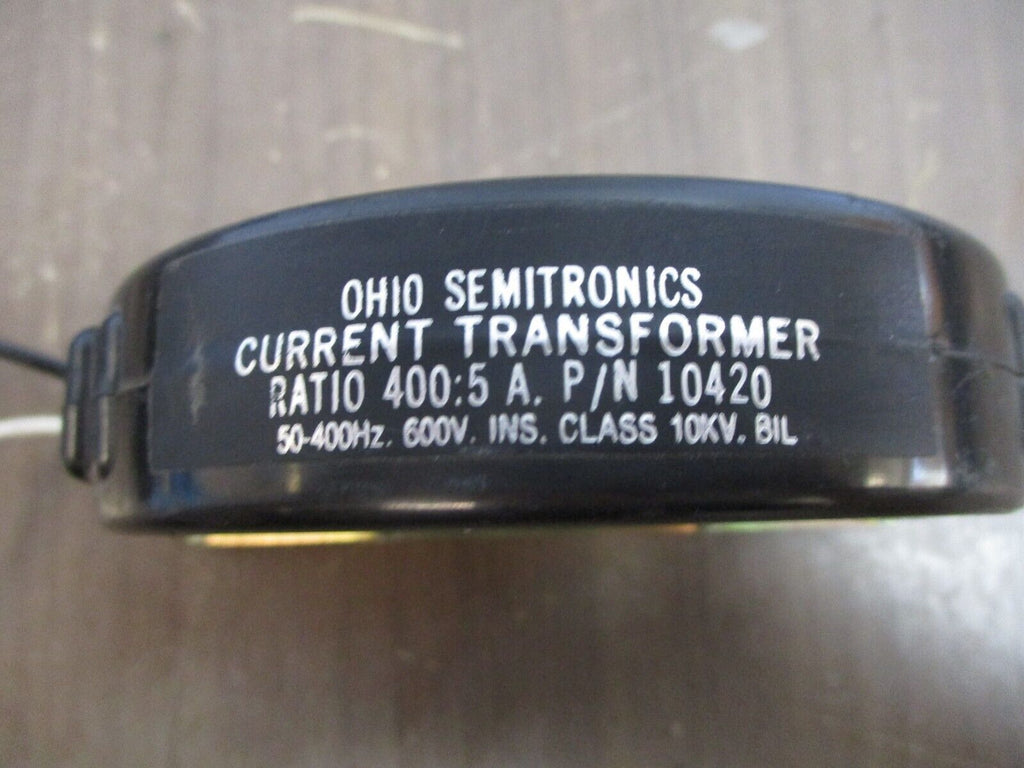 OHIO SEMITRONICS
CURRENT TRANSFORMER
RATIO 400:5 A. P/N 10420
50-400Hz. 600V. INS. CLASS 10KV. BIL